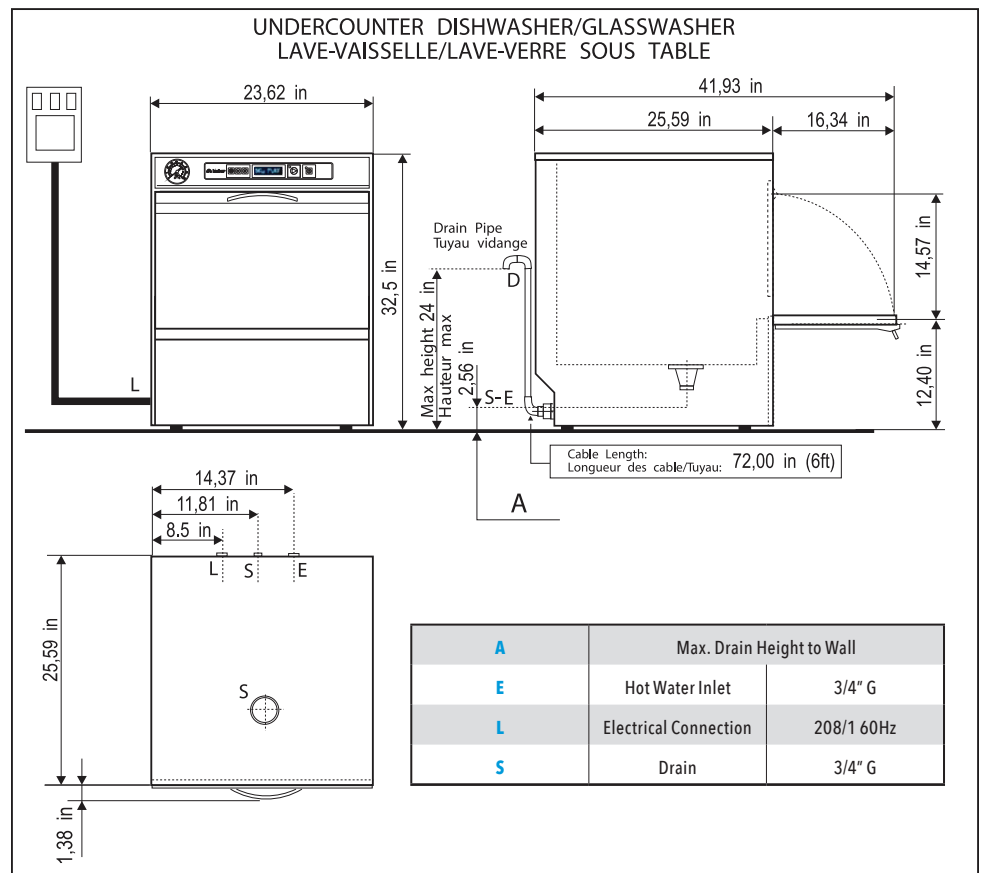 UNDERCOUNTER DISHWASHER/GLASSWASHER
LAVE-VAISSELLE/LAVE-VERRE SOUS TABLE
23,62 in
41,93 in
25,59 in
16,34 in
Drain Pipe
Tuyau vidange
D
32,5 in
Max height 24 in
Hauteur max
2,56 in
14,57 in
12,40 in
L
S-E
Cable Length:
Longueur des cable/Tuyau:
72,00 in (6ft)
A
14,37 in
11,81 in
8.5 in
L S E
25,59 in
S
1,38 in
A Max. Drain Height to Wall
E Hot Water Inlet 3/4" G
L Electrical Connection 208/1 60Hz
S Drain 3/4" G